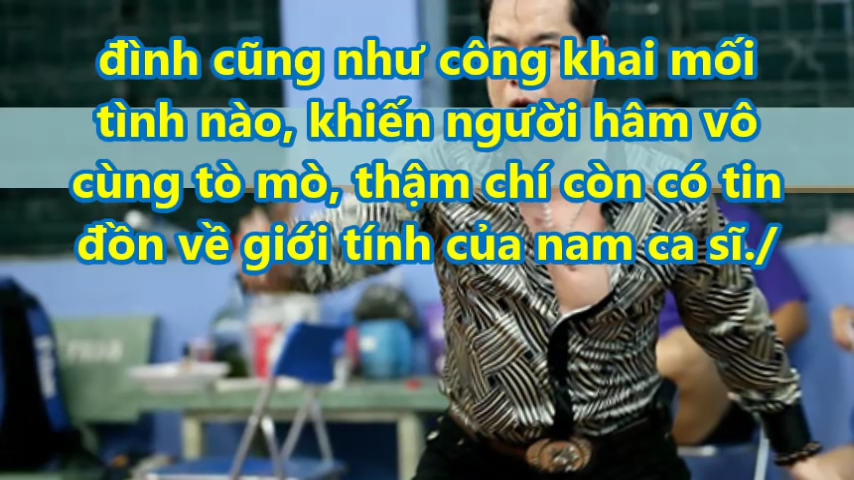 đình cũng như công khai mối
tình nào, khiến người hâm vô
cùng tò mò, thậm chí còn có tin
đồn về giới tính của nam ca sĩ./